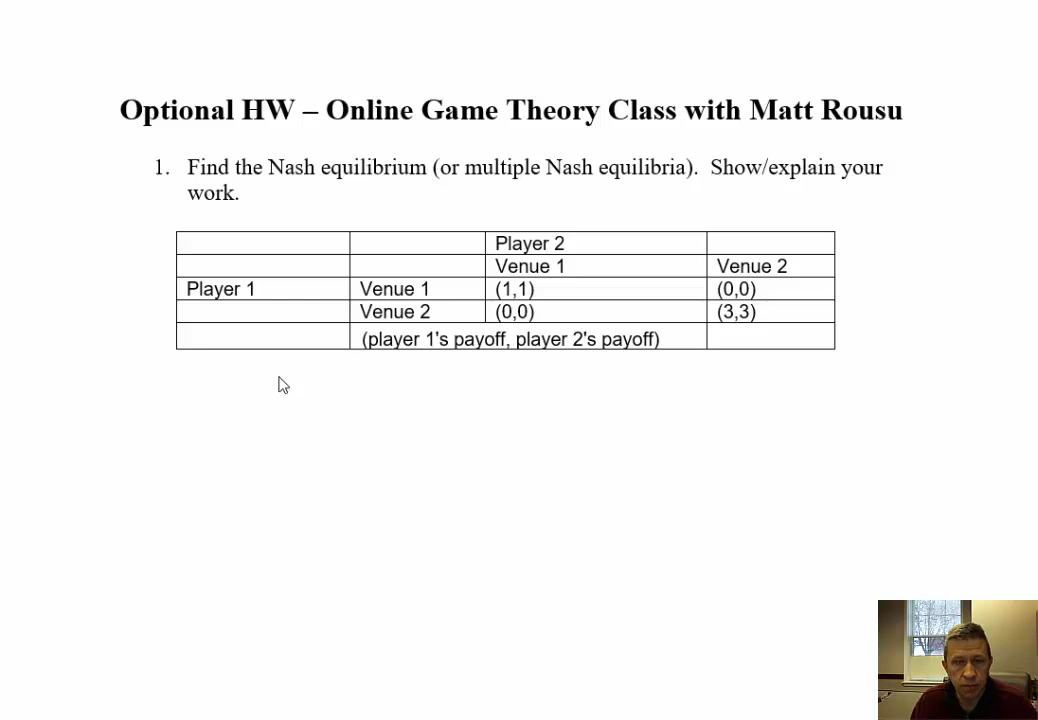 Optional HW – Online Game Theory Class with Matt Rousu
1. Find the Nash equilibrium (or multiple Nash equilibria). Show/explain your
work.
Player 2
Venue 1 Venue 2
Player 1 Venue 1 (1,1) (0,0)
Venue 2 (0,0) (3,3)
(player 1's payoff, player 2's payoff)